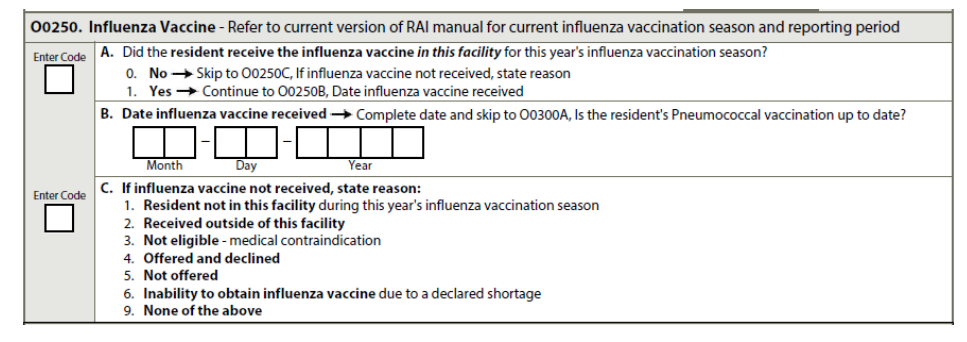 O0250. Influenza Vaccine - Refer to current version of RAI manual for current influenza vaccination season and reporting period
Enter Code
A. Did the resident receive the influenza vaccine in this facility for this year's influenza vaccination season?
0. No → Skip to O0250C, If influenza vaccine not received, state reason
1. Yes → Continue to O0250B, Date influenza vaccine received
B. Date influenza vaccine received → Complete date and skip to O0300A, Is the resident's Pneumococcal vaccination up to date?
– –
Month Day Year
Enter Code
C. If influenza vaccine not received, state reason:
1. Resident not in this facility during this year's influenza vaccination season
2. Received outside of this facility
3. Not eligible - medical contraindication
4. Offered and declined
5. Not offered
6. Inability to obtain influenza vaccine due to a declared shortage
9. None of the above